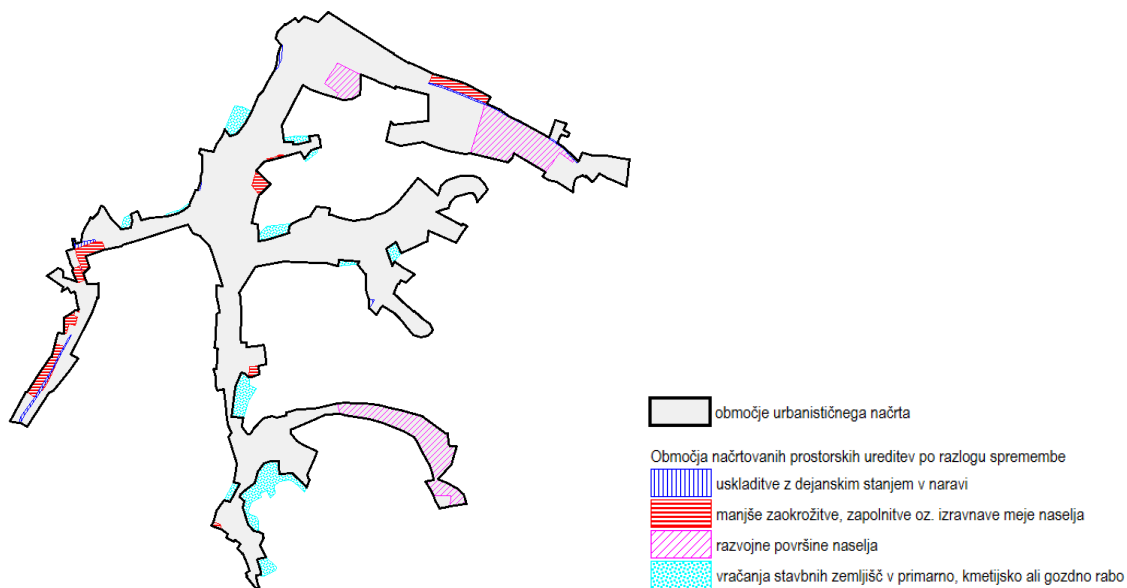 območje urbanističnega načrta
Območja načrtovanih prostorskih ureditev po razlogu spremembe
uskladitve z dejanskim stanjem v naravi
manjše zaokrožitve, zapolnitve oz. izravnave meje naselja
razvojne površine naselja
vračanja stavbnih zemljišč v primarno, kmetijsko ali gozdno rabo